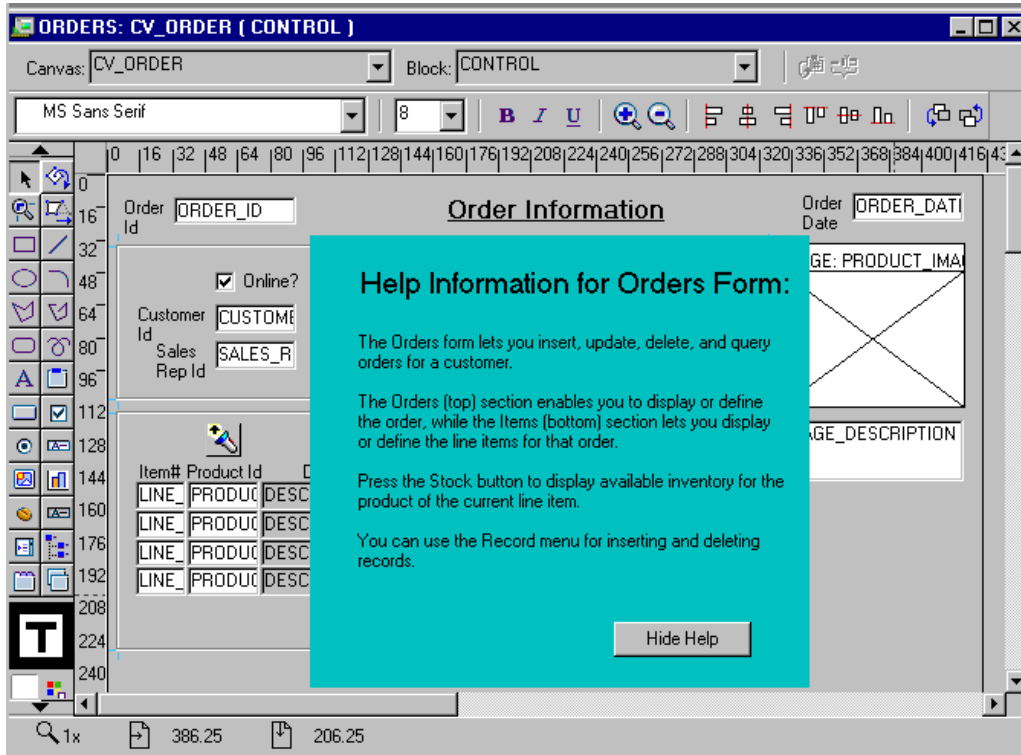 ORDERS: CV_ORDER ( CONTROL )
Canvas: CV_ORDER Block: CONTROL
MS Sans Serif 8 B I U
0 16 32 48 64 80 96 112 128 144 160 176 192 208 224 240 256 272 288 304 320 336 352 368 384 400 416
0
16
32
48
64
80
96
112
128
144
160
176
192
208
224
240
Order Id ORDER_ID
Order Information
Order Date ORDER_DAT
GE: PRODUCT_IMA
Online?
Customer Id CUSTOME
Sales Rep Id SALES_R
AGE_DESCRIPTION
Item# Product Id D
LINE_ PRODUC DESC
LINE_ PRODUC DESC
LINE_ PRODUC DESC
LINE_ PRODUC DESC
Help Information for Orders Form:
The Orders form lets you insert, update, delete, and query
orders for a customer.
The Orders (top) section enables you to display or define
the order, while the Items (bottom) section lets you display
or define the line items for that order.
Press the Stock button to display available inventory for the
product of the current line item.
You can use the Record menu for inserting and deleting
records.
Hide Help
A
T
1x 386.25 206.25